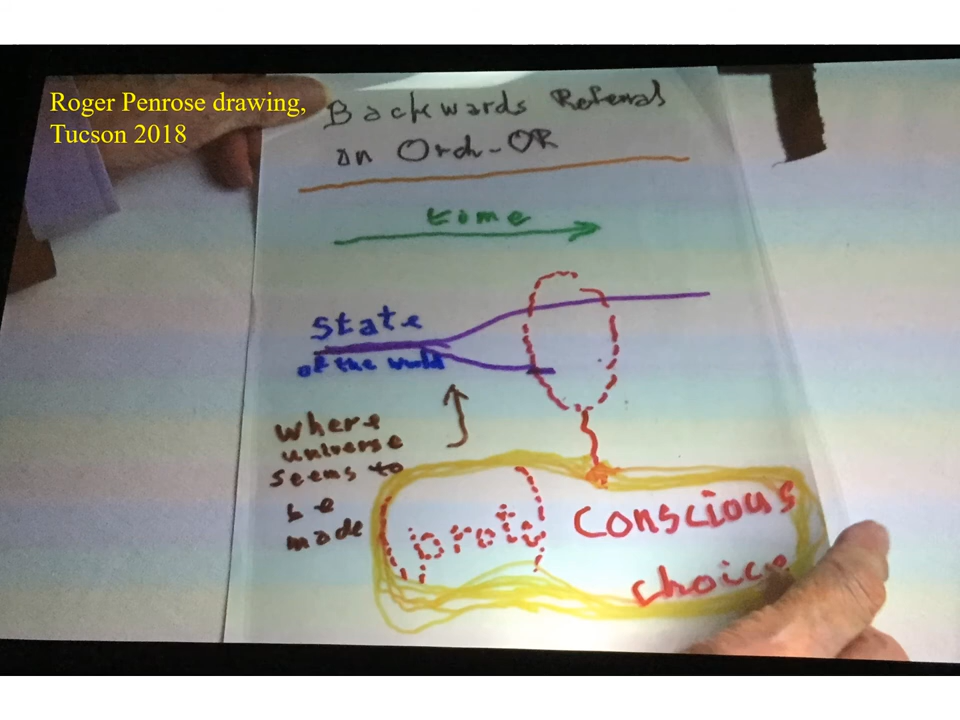 Roger Penrose drawing,
Tucson 2018
Backwards Referral
in Orch-OR
time
State
of the world
where
universe
seems to
be
made
(proto) Conscious
choice